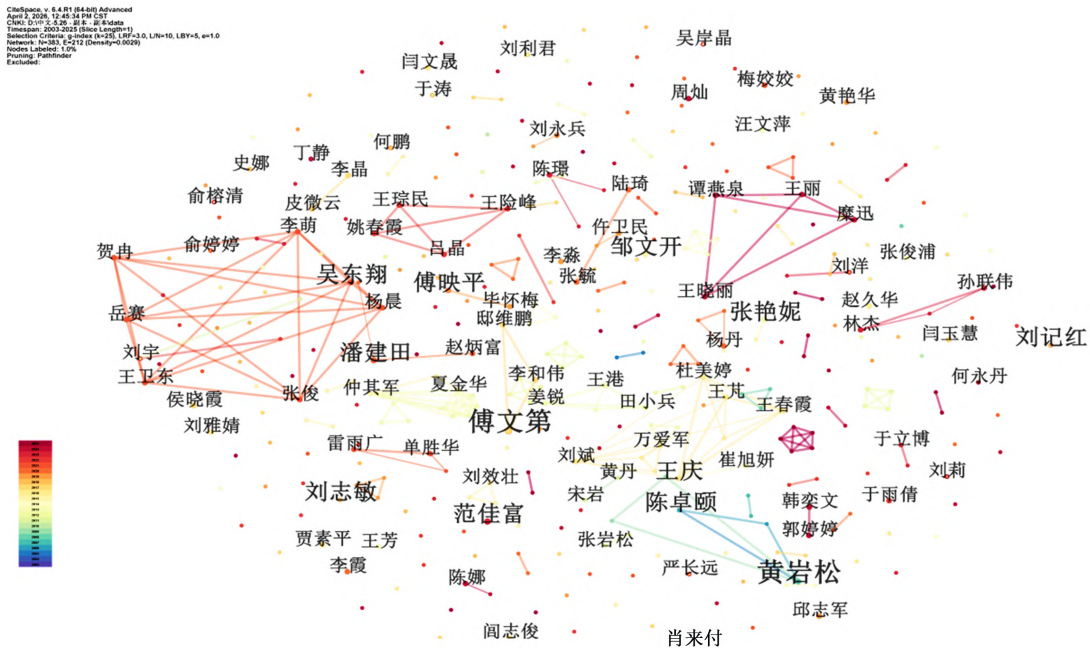 CiteSpace, v. 6.4.R1 (64-bit) Advanced
April 2, 2026, 12:45:34 PM CST
CNKI: D:\中文-5.26 - 副本 - 副本\data
Timespan: 2003-2025 (Slice Length=1)
Selection Criteria: g-index (k=25), LRF=3.0, L/N=10, LBY=5, e=1.0
Network: N=383, E=212 (Density=0.0029)
Nodes Labeled: 1.0%
Pruning: Pathfinder
Excluded:
吴岸晶
刘利君
闫文晟
梅姣姣
于涛
周灿
黄艳华
汪文萍
刘永兵
何鹏
丁静
史娜
李晶
陈璟
陆琦
谭燕泉
王丽
俞榕清
皮微云
王琮民
王险峰
糜迅
李萌
姚春霞
仵卫民
贺冉
俞婷婷
吕晶
李淼
邹文开
张俊浦
吴东翔
傅映平
张毓
刘洋
孙联伟
杨晨
毕怀梅
王晓丽
赵久华
岳赛
邸维鹏
张艳妮
林杰
闫玉慧
刘记红
刘宇
潘建田
赵炳富
杨丹
王卫东
李和伟
王港
杜美婷
何永丹
侯晓霞
张俊
仲其军
夏金华
姜锐
田小兵
王芃
王春霞
刘雅婧
傅文第
雷雨广
单胜华
万爱军
于立博
刘斌
黄丹
王庆
崔旭妍
刘莉
刘志敏
刘效壮
宋岩
陈卓颐
韩奕文
于雨倩
范佳富
郭婷婷
贾素平
王芳
张岩松
李霞
陈娜
严长远
黄岩松
邱志军
闾志俊
肖来付